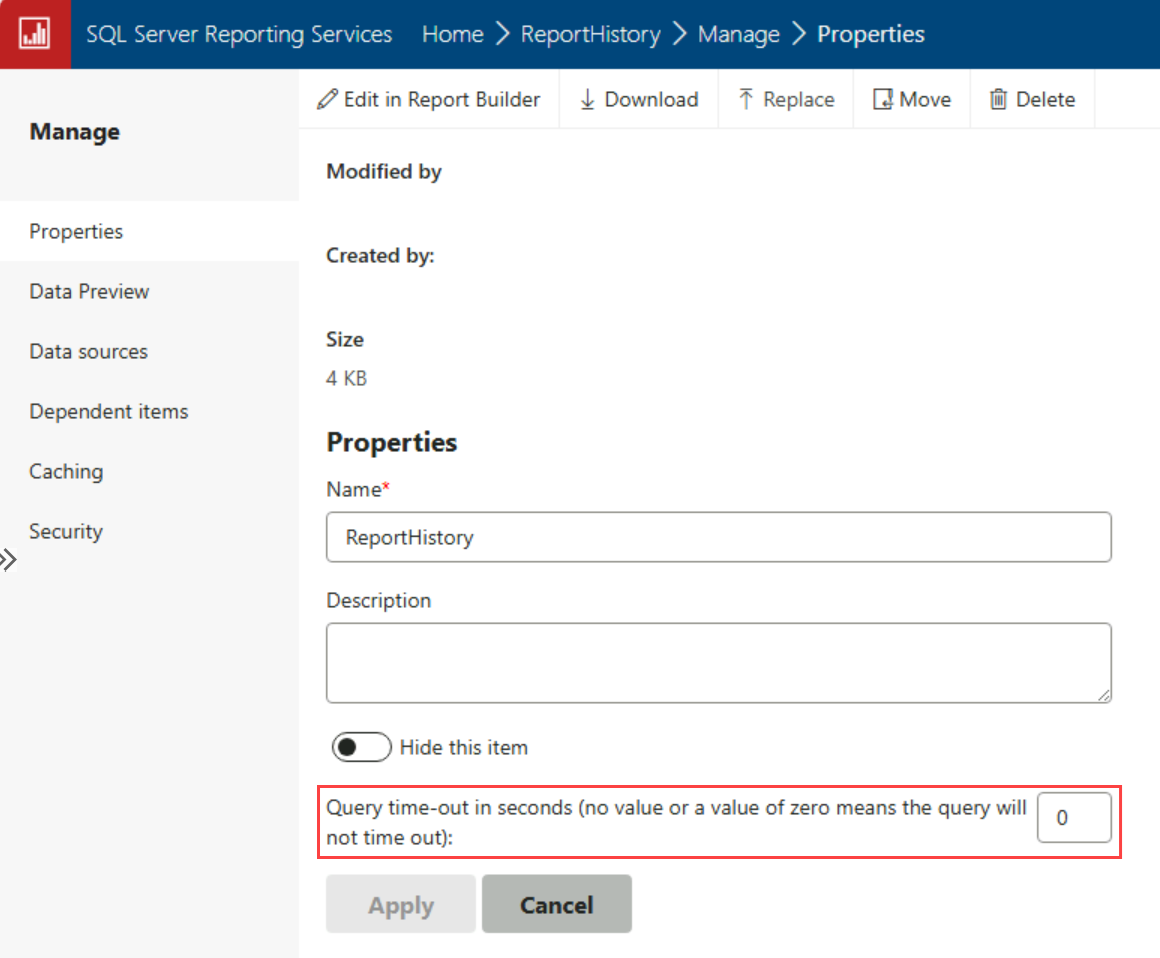 SQL Server Reporting Services Home ReportHistory Manage Properties
Edit in Report Builder Download Replace Move Delete
Manage
Properties
Data Preview
Data sources
Dependent items
Caching
Security
Modified by
Created by:
Size
4 KB
Properties
Name*
ReportHistory
Description
Hide this item
Query time-out in seconds (no value or a value of zero means the query will
not time out):
0
Apply Cancel